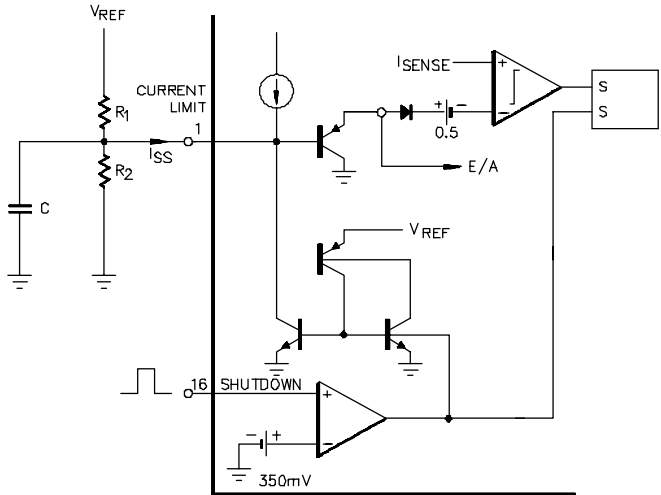 VREF
R1
CURRENT
LIMIT
1
ISS
R2
C
ISENSE
+
−
S
S
+ −
0.5
E/A
VREF
16 SHUTDOWN
+
−
− +
350mV